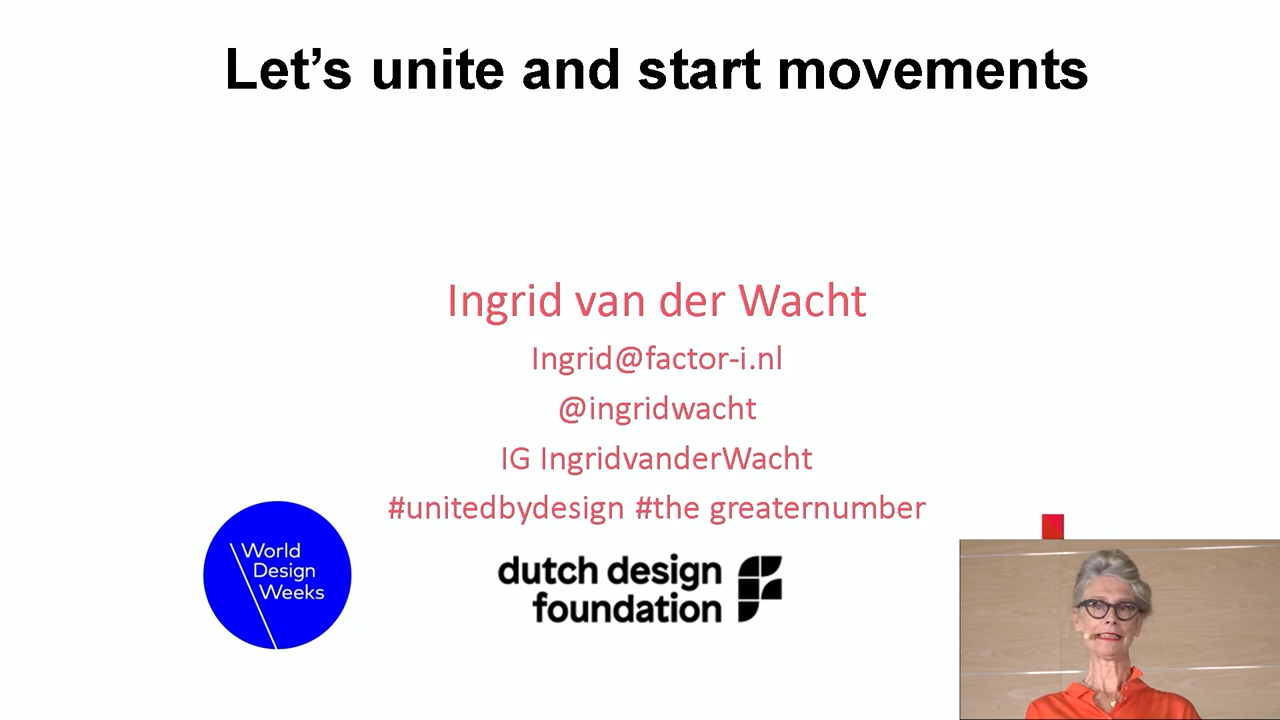 Let’s unite and start movements
Ingrid van der Wacht
Ingrid@factor-i.nl
@ingridwacht
IG IngridvanderWacht
#unitedbydesign #the greaternumber
World
Design
Weeks
dutch design
foundation